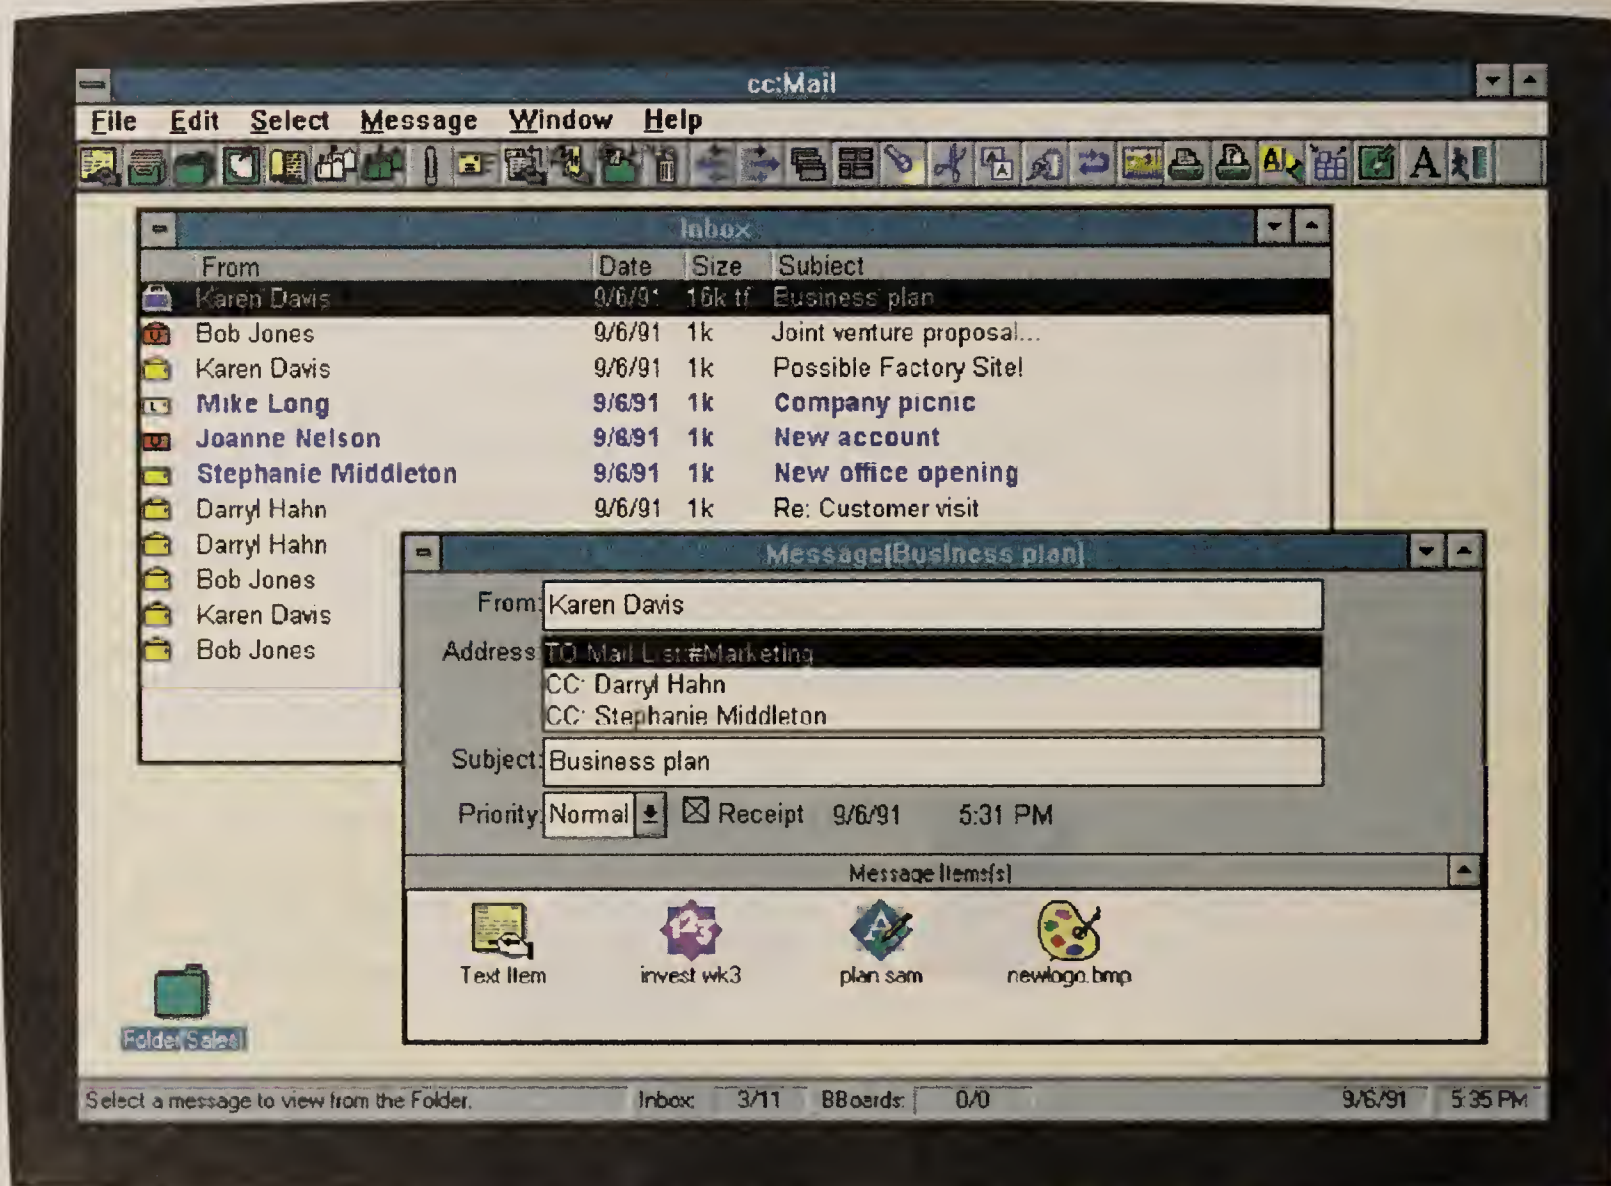 cc:Mail
File Edit Select Message Window Help
A
Inbox
From Date Size Subject
Karen Davis 9/6/91 16k tf Business plan
Bob Jones 9/6/91 1k Joint venture proposal...
Karen Davis 9/6/91 1k Possible Factory Site!
Mike Long 9/6/91 1k Company picnic
Joanne Nelson 9/6/91 1k New account
Stephanie Middleton 9/6/91 1k New office opening
Darryl Hahn 9/6/91 1k Re: Customer visit
Darryl Hahn
Bob Jones
Karen Davis
Bob Jones
Message[Business plan]
From: Karen Davis
Address: TO: Mail List:#Marketing
CC: Darryl Hahn
CC: Stephanie Middleton
Subject: Business plan
Priority: Normal Receipt 9/6/91 5:31 PM
Message Items[s]
123 A
Text Item invest.wk3 plan.sam newlogo.bmp
Folder[Sales]
Select a message to view from the Folder. Inbox: 3/11 BBoards: 0/0 9/6/91 5:35 PM